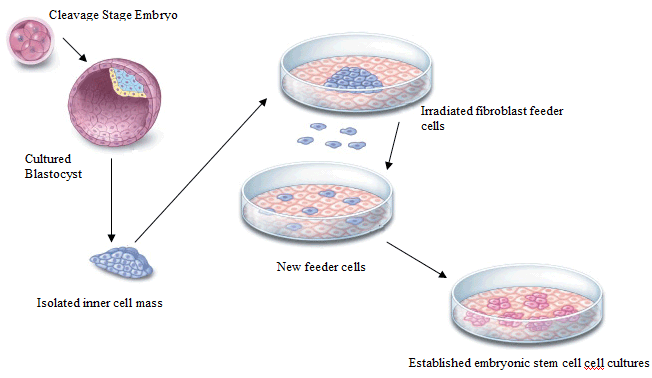 Cleavage Stage Embryo
Cultured
Blastocyst
Isolated inner cell mass
Irradiated fibroblast feeder
cells
New feeder cells
Established embryonic stem cell cell cultures